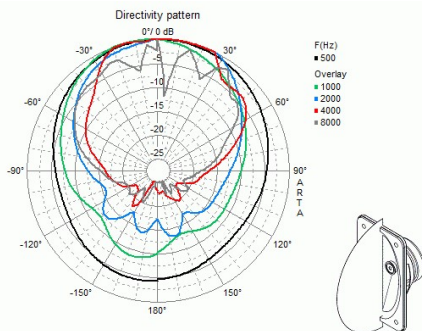 Directivity pattern
0°/ 0 dB
-30°
30°
-5
-10
-15
-20
-25
-60°
60°
-90°
90°
-120°
120°
-150°
150°
180°
A
R
T
A
F(Hz)
500
Overlay
1000
2000
4000
8000